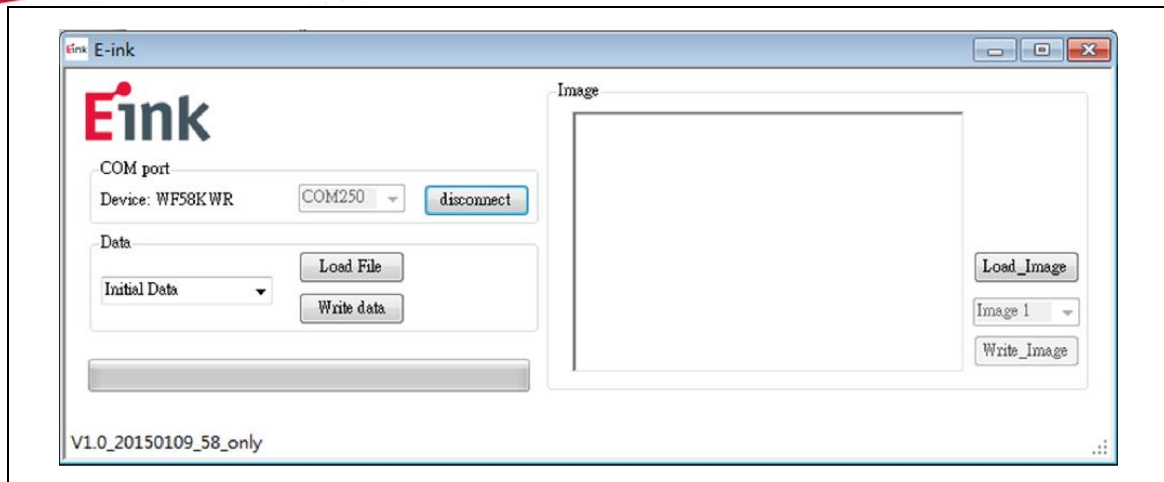 Eink E-ink
Eink
COM port
Device: WF58KWR
COM250
disconnect
Data
Initial Data
Load File
Write data
Image
Load_Image
Image 1
Write_Image
V1.0_20150109_58_only